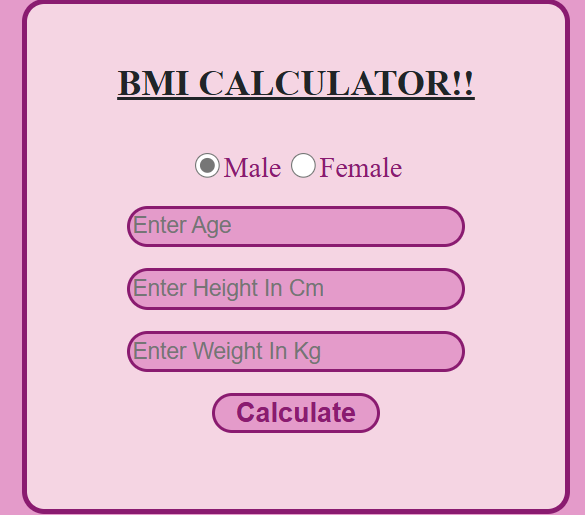 BMI CALCULATOR!!
Male Female
Enter Age
Enter Height In Cm
Enter Weight In Kg
Calculate